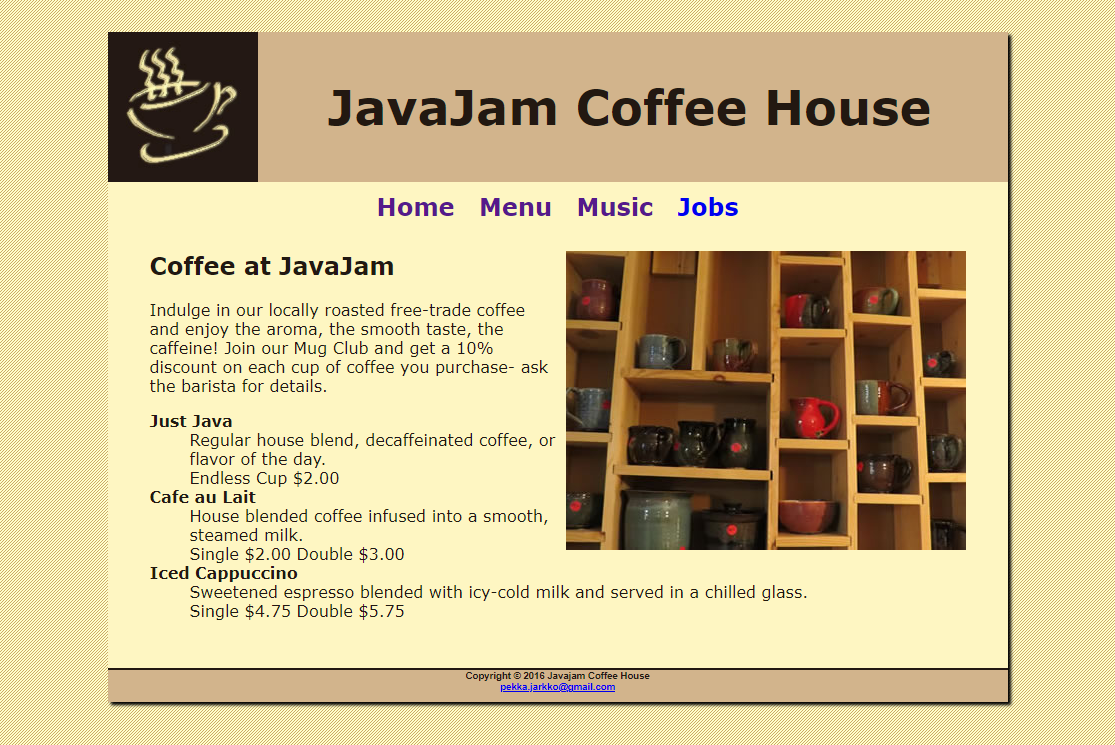 JavaJam Coffee House
Home Menu Music Jobs
Coffee at JavaJam
Indulge in our locally roasted free-trade coffee
and enjoy the aroma, the smooth taste, the
caffeine! Join our Mug Club and get a 10%
discount on each cup of coffee you purchase- ask
the barista for details.
Just Java
Regular house blend, decaffeinated coffee, or
flavor of the day.
Endless Cup $2.00
Cafe au Lait
House blended coffee infused into a smooth,
steamed milk.
Single $2.00 Double $3.00
Iced Cappuccino
Sweetened espresso blended with icy-cold milk and served in a chilled glass.
Single $4.75 Double $5.75
Copyright © 2016 Javajam Coffee House
pekka.jarkko@gmail.com